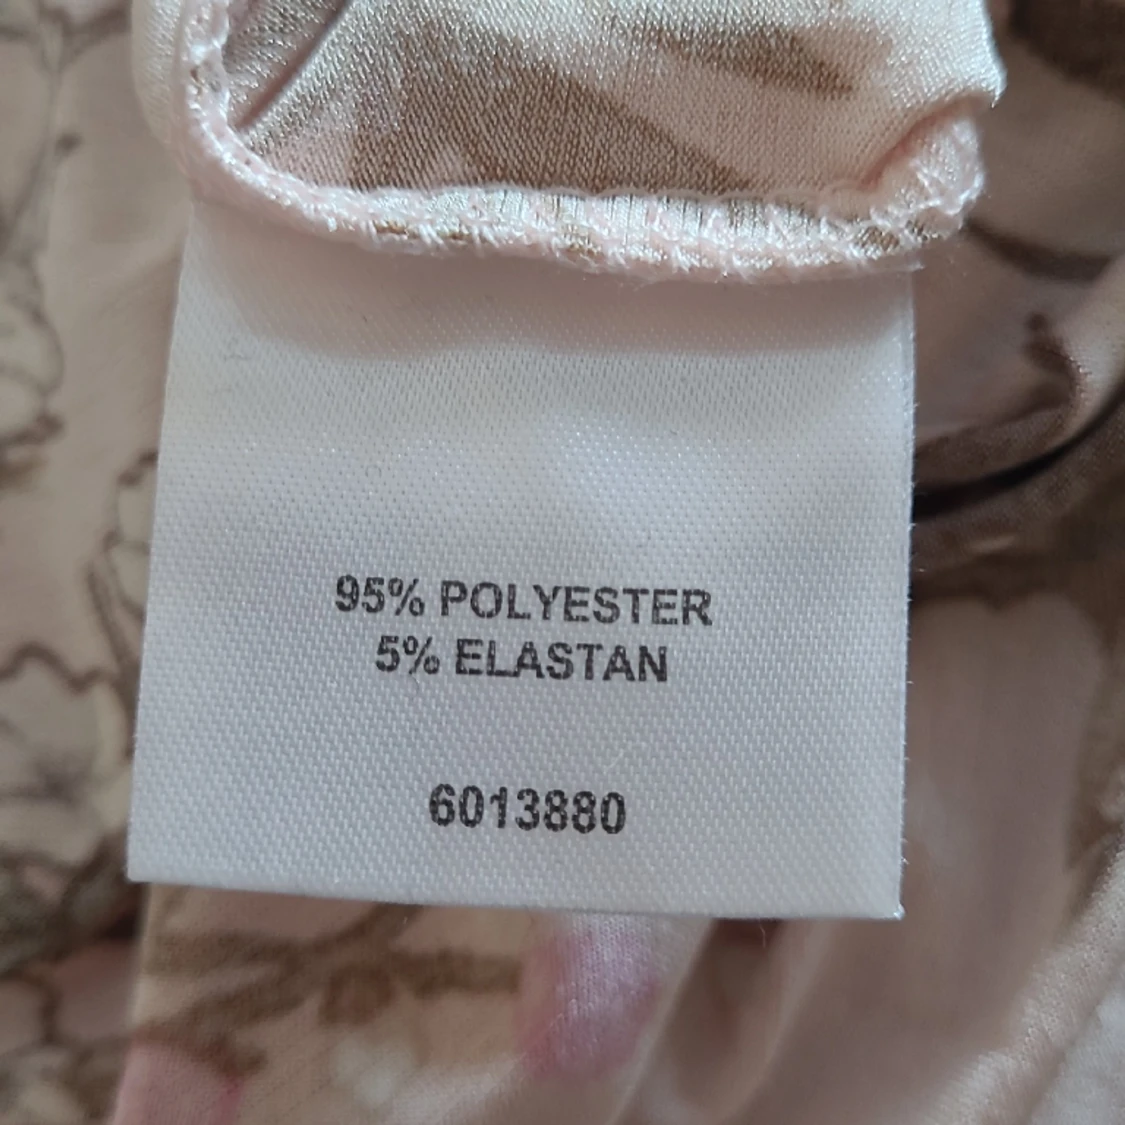 95% POLYESTER
5% ELASTAN
6013880